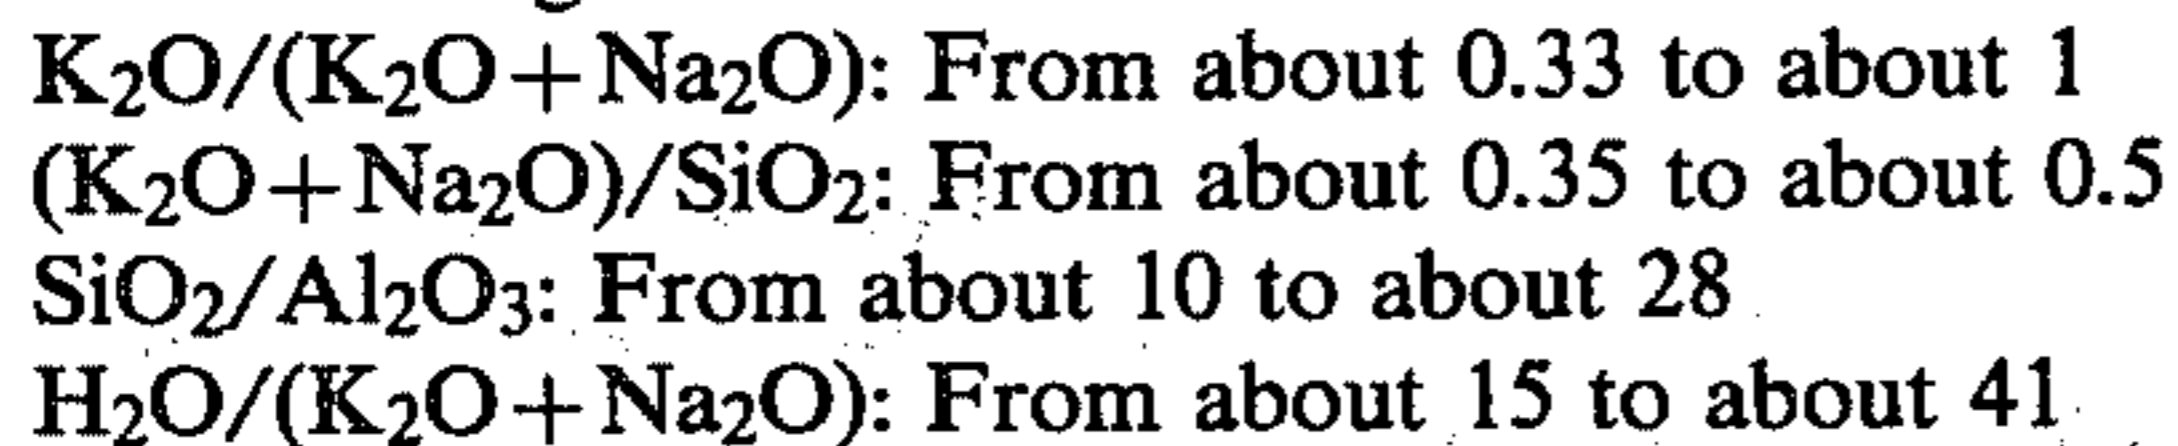 K₂O/(K₂O+Na₂O): From about 0.33 to about 1
(K₂O+Na₂O)/SiO₂: From about 0.35 to about 0.5
SiO₂/Al₂O₃: From about 10 to about 28
H₂O/(K₂O+Na₂O): From about 15 to about 41